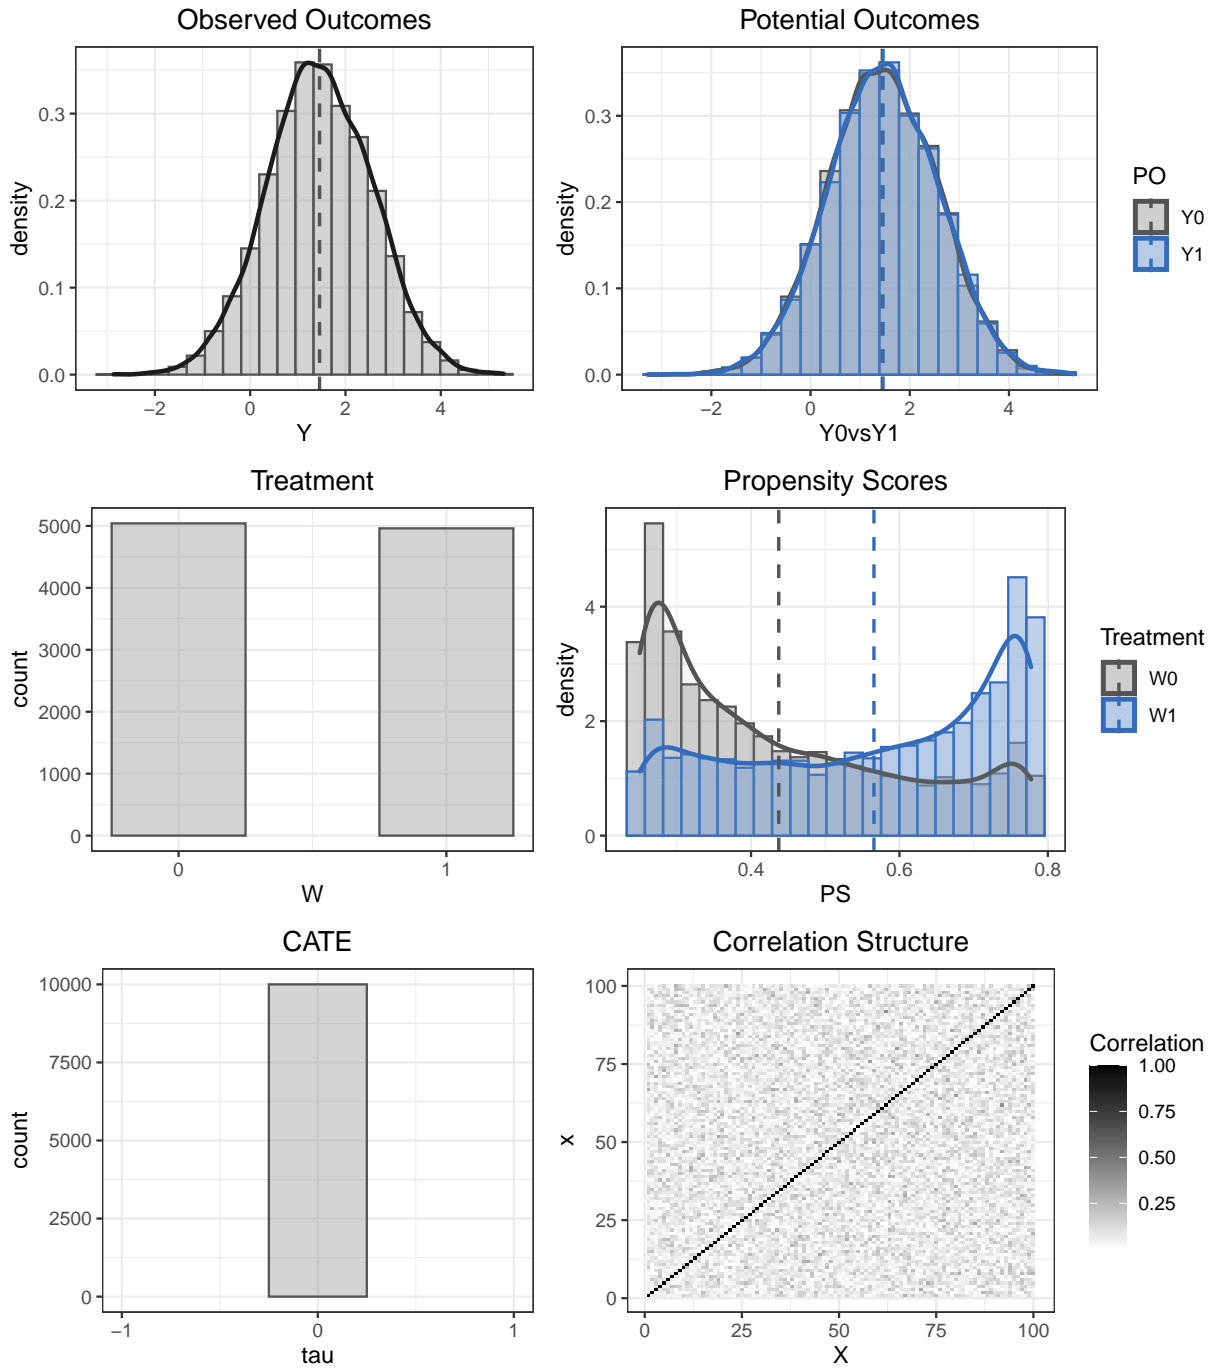 Observed Outcomes
density
0.3
0.2
0.1
0.0
−2
0
2
4
Y
Potential Outcomes
density
0.3
0.2
0.1
0.0
−2
0
2
4
Y0vsY1
PO
Y0
Y1
Treatment
count
5000
4000
3000
2000
1000
0
0
1
W
Propensity Scores
density
4
2
0
0.4
0.6
0.8
PS
Treatment
W0
W1
CATE
count
10000
7500
5000
2500
0
−1
0
1
tau
Correlation Structure
x
100
75
50
25
0
0
25
50
75
100
X
Correlation
1.00
0.75
0.50
0.25